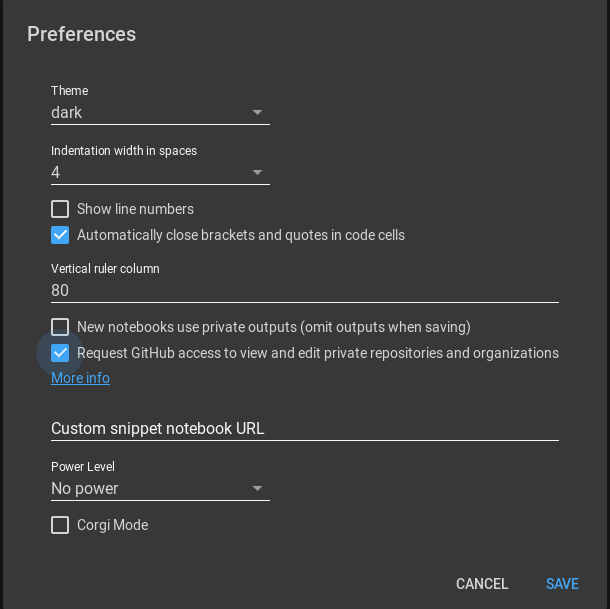 Preferences
Theme
dark
Indentation width in spaces
4
Show line numbers
Automatically close brackets and quotes in code cells
Vertical ruler column
80
New notebooks use private outputs (omit outputs when saving)
Request GitHub access to view and edit private repositories and organizations
More info
Custom snippet notebook URL
Power Level
No power
Corgi Mode
CANCEL SAVE